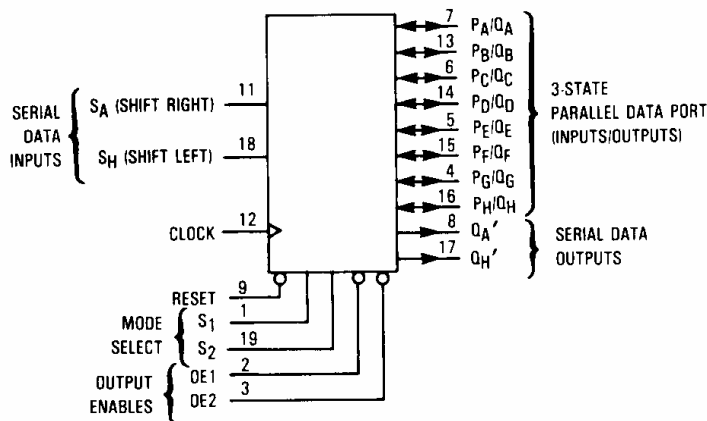 7 PA/QA
13 PB/QB
6 PC/QC
14 PD/QD
5 PE/QE
15 PF/QF
4 PG/QG
16 PH/QH
3-STATE
PARALLEL DATA PORT
(INPUTS/OUTPUTS)
SERIAL
DATA
INPUTS
SA (SHIFT RIGHT) 11
SH (SHIFT LEFT) 18
CLOCK 12
8 QA'
17 QH'
SERIAL DATA
OUTPUTS
RESET 9
MODE
SELECT
S1 1
S2 19
OUTPUT
ENABLES
OE1 2
OE2 3